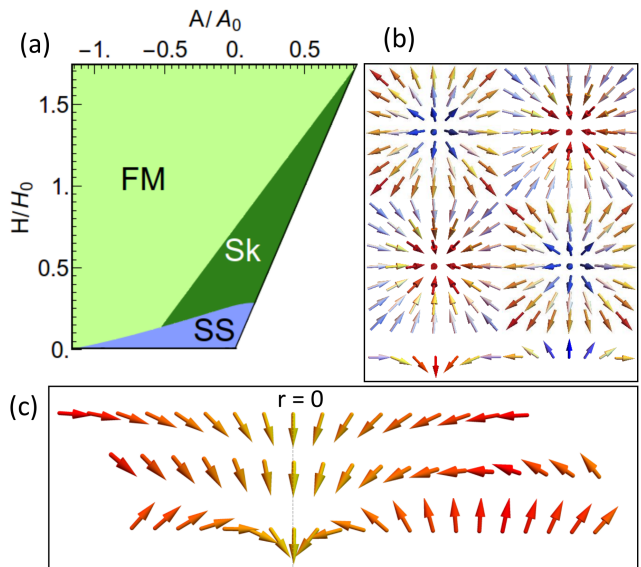 (a)
A/A₀
-1. -0.5 0. 0.5
H/H₀
1.5
1.
0.5
0.
FM
Sk
SS
(b)
(c)
r = 0